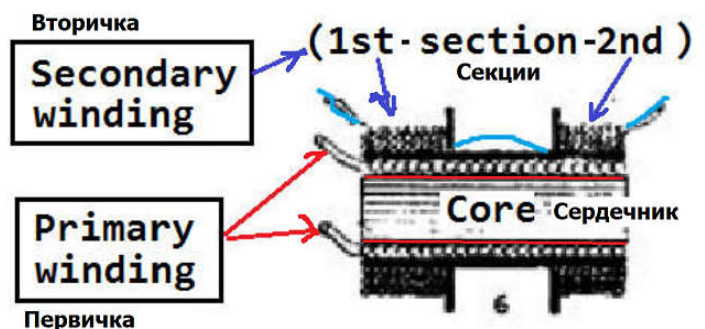 Вторичка
Secondary
winding
(1st-section-2nd )
Секции
Core Сердечник
Primary
winding
Первичка
6